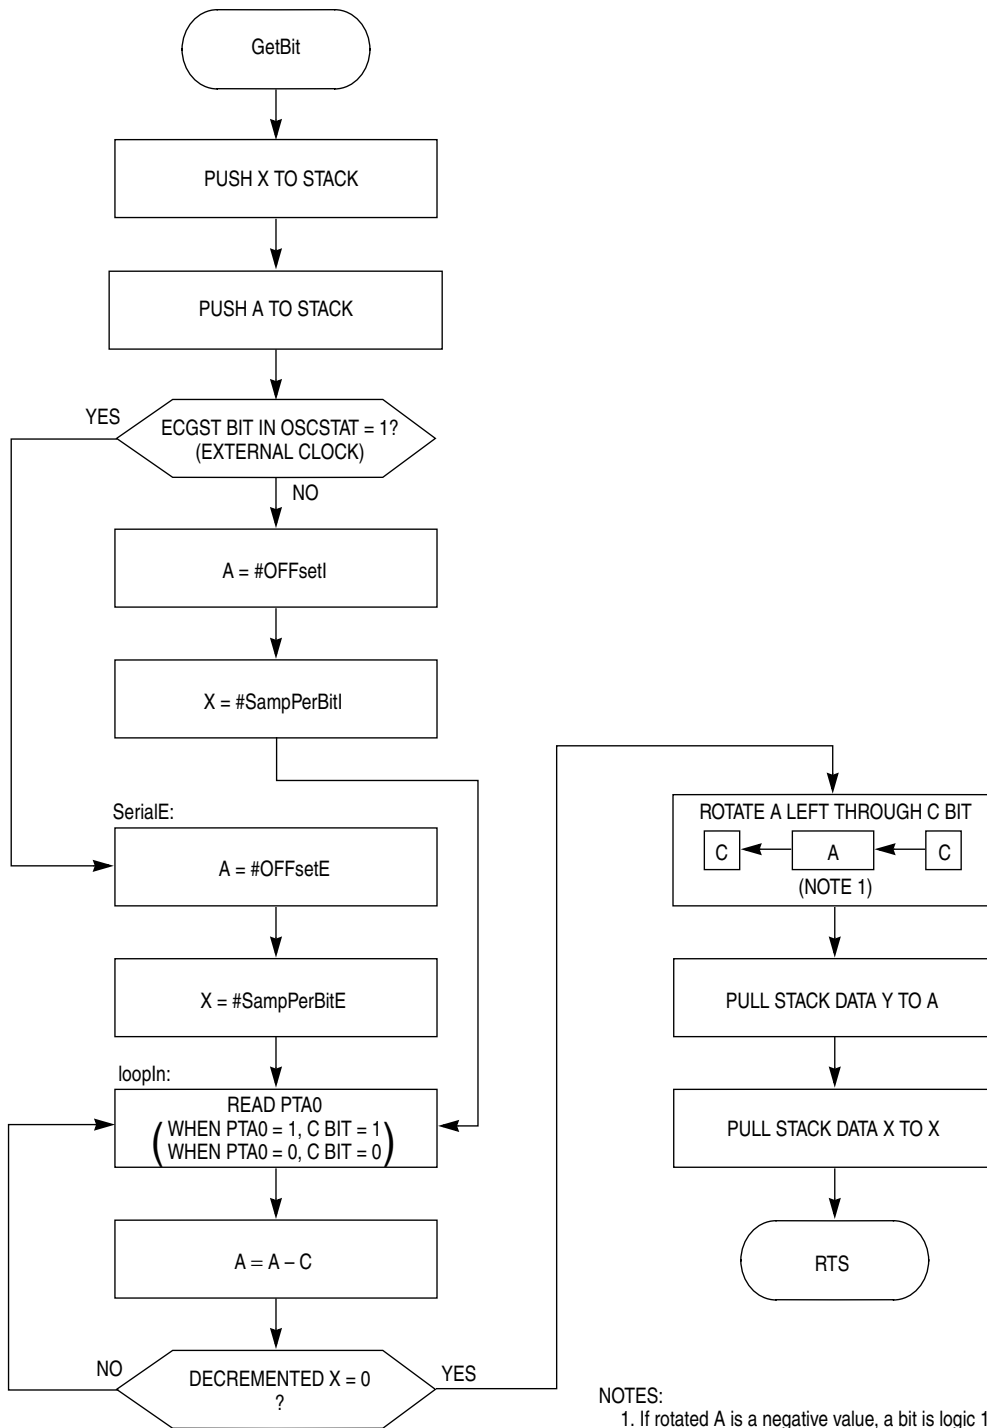 GetBit
PUSH X TO STACK
PUSH A TO STACK
YES
ECGST BIT IN OSCSTAT = 1?
(EXTERNAL CLOCK)
NO
A = #OFFsetI
X = #SampPerBitI
SerialE:
A = #OFFsetE
X = #SampPerBitE
loopIn:
READ PTA0
(WHEN PTA0 = 1, C BIT = 1
WHEN PTA0 = 0, C BIT = 0)
A = A – C
NO
DECREMENTED X = 0
?
YES
ROTATE A LEFT THROUGH C BIT
C A C
(NOTE 1)
PULL STACK DATA Y TO A
PULL STACK DATA X TO X
RTS
NOTES:
1. If rotated A is a negative value, a bit is logic 1